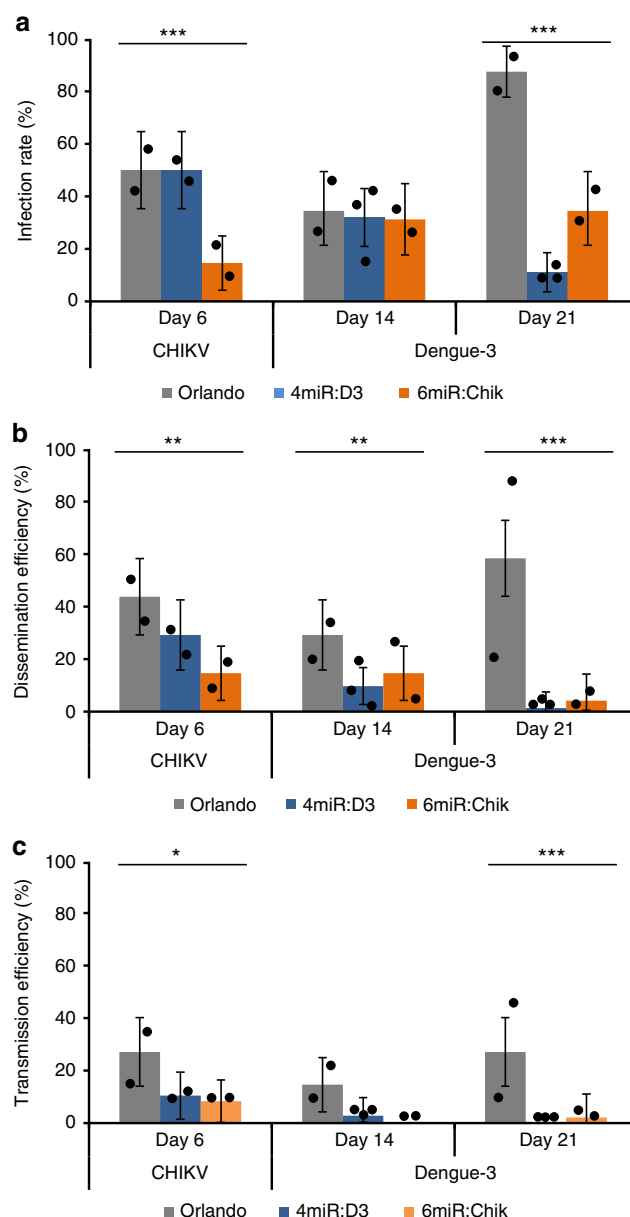 a
Infection rate (%)
100
80
60
40
20
0
***
***
Day 6
Day 14
Day 21
CHIKV
Dengue-3
Orlando 4miR:D3 6miR:Chik
b
Dissemination efficiency (%)
100
80
60
40
20
0
**
**
***
Day 6
Day 14
Day 21
CHIKV
Dengue-3
Orlando 4miR:D3 6miR:Chik
c
Transmission efficiency (%)
100
80
60
40
20
0
*
***
Day 6
Day 14
Day 21
CHIKV
Dengue-3
Orlando 4miR:D3 6miR:Chik